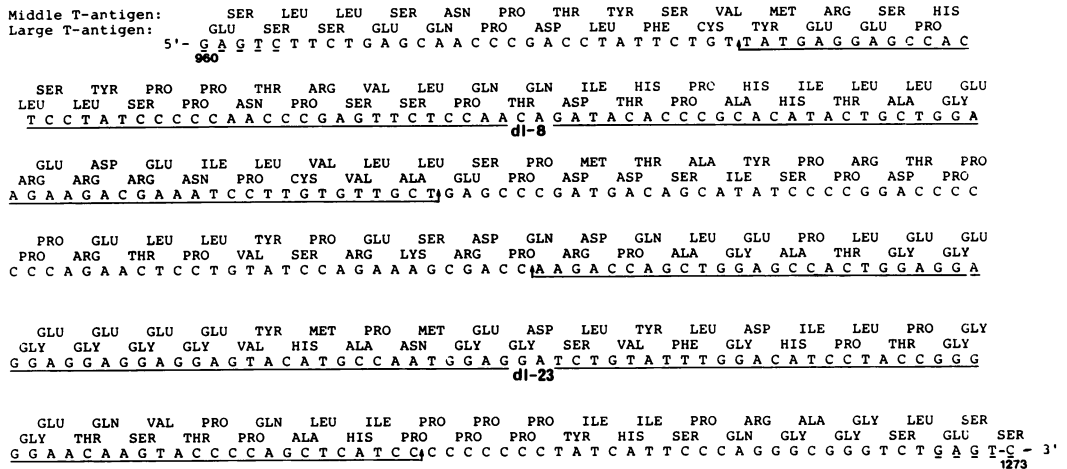 Middle T-antigen: SER LEU LEU SER ASN PRO THR TYR SER VAL MET ARG SER HIS
Large T-antigen: GLU SER SER GLU GLN PRO ASP LEU PHE CYS TYR GLU GLU PRO
5'- G A G T C T T C T G A G C A A C C C G A C C T A T T C T G T T A T G A G G A G C C A C
960
SER TYR PRO PRO THR ARG VAL LEU GLN GLN ILE HIS PRO HIS ILE LEU LEU GLU
LEU LEU SER PRO ASN PRO SER SER PRO THR ASP THR PRO ALA HIS THR ALA GLY
T C C T A T C C C C C A A C C C G A G T T C T C C A A C A G A T A C A C C C G C A C A T A C T G C T G G A
dl-8
GLU ASP GLU ILE LEU VAL LEU LEU SER PRO MET THR ALA TYR PRO ARG THR PRO
ARG ARG ARG ASN PRO CYS VAL ALA GLU PRO ASP ASP SER ILE SER PRO ASP PRO
A G A A G A C G A A A T C C T T G T G T T G C T G A G C C C G A T G A C A G C A T A T C C C C G G A C C C C
PRO GLU LEU LEU TYR PRO GLU SER ASP GLN ASP GLN LEU GLU PRO LEU GLU GLU
PRO ARG THR PRO VAL SER ARG LYS ARG PRO ARG PRO ALA GLY ALA THR GLY GLY
C C C A G A A C T C C T G T A T C C A G A A A G C G A C C A A G A C C A G C T G G A G C C A C T G G A G G A
GLU GLU GLU GLU TYR MET PRO MET GLU ASP LEU TYR LEU ASP ILE LEU PRO GLY
GLY GLY GLY GLY VAL HIS ALA ASN GLY GLY SER VAL PHE GLY HIS PRO THR GLY
G G A G G A G G A G G A G T A C A T G C C A A T G G A G G A T C T G T A T T T G G A C A T C C T A C C G G G
dl-23
GLU GLN VAL PRO GLN LEU ILE PRO PRO PRO ILE ILE PRO ARG ALA GLY LEU SER
GLY THR SER THR PRO ALA HIS PRO PRO PRO TYR HIS SER GLN GLY GLY SER GLU SER
G G A A C A A G T A C C C C A G C T C A T C C C C C C C C C T A T C A T T C C C A G G G C G G G T C T G A G T - C - 3'
1273